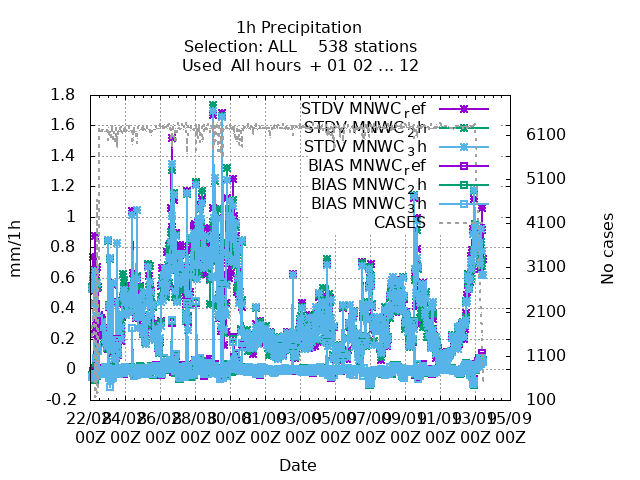 1h Precipitation
Selection: ALL 538 stations
Used All hours + 01 02 ... 12
1.8
1.6
1.4
1.2
1
0.8
0.6
0.4
0.2
0
-0.2
mm/1h
STDV MNWC_ref
STDV MNWC_2h
STDV MNWC_3h
BIAS MNWC_ref
BIAS MNWC_2h
BIAS MNWC_3h
CASES
6100
5100
4100
3100
2100
1100
100
No cases
22/08 24/08 26/08 28/08 30/08 01/09 03/09 05/09 07/09 09/09 11/09 13/09 15/09
00Z 00Z 00Z 00Z 00Z 00Z 00Z 00Z 00Z 00Z 00Z 00Z 00Z
Date